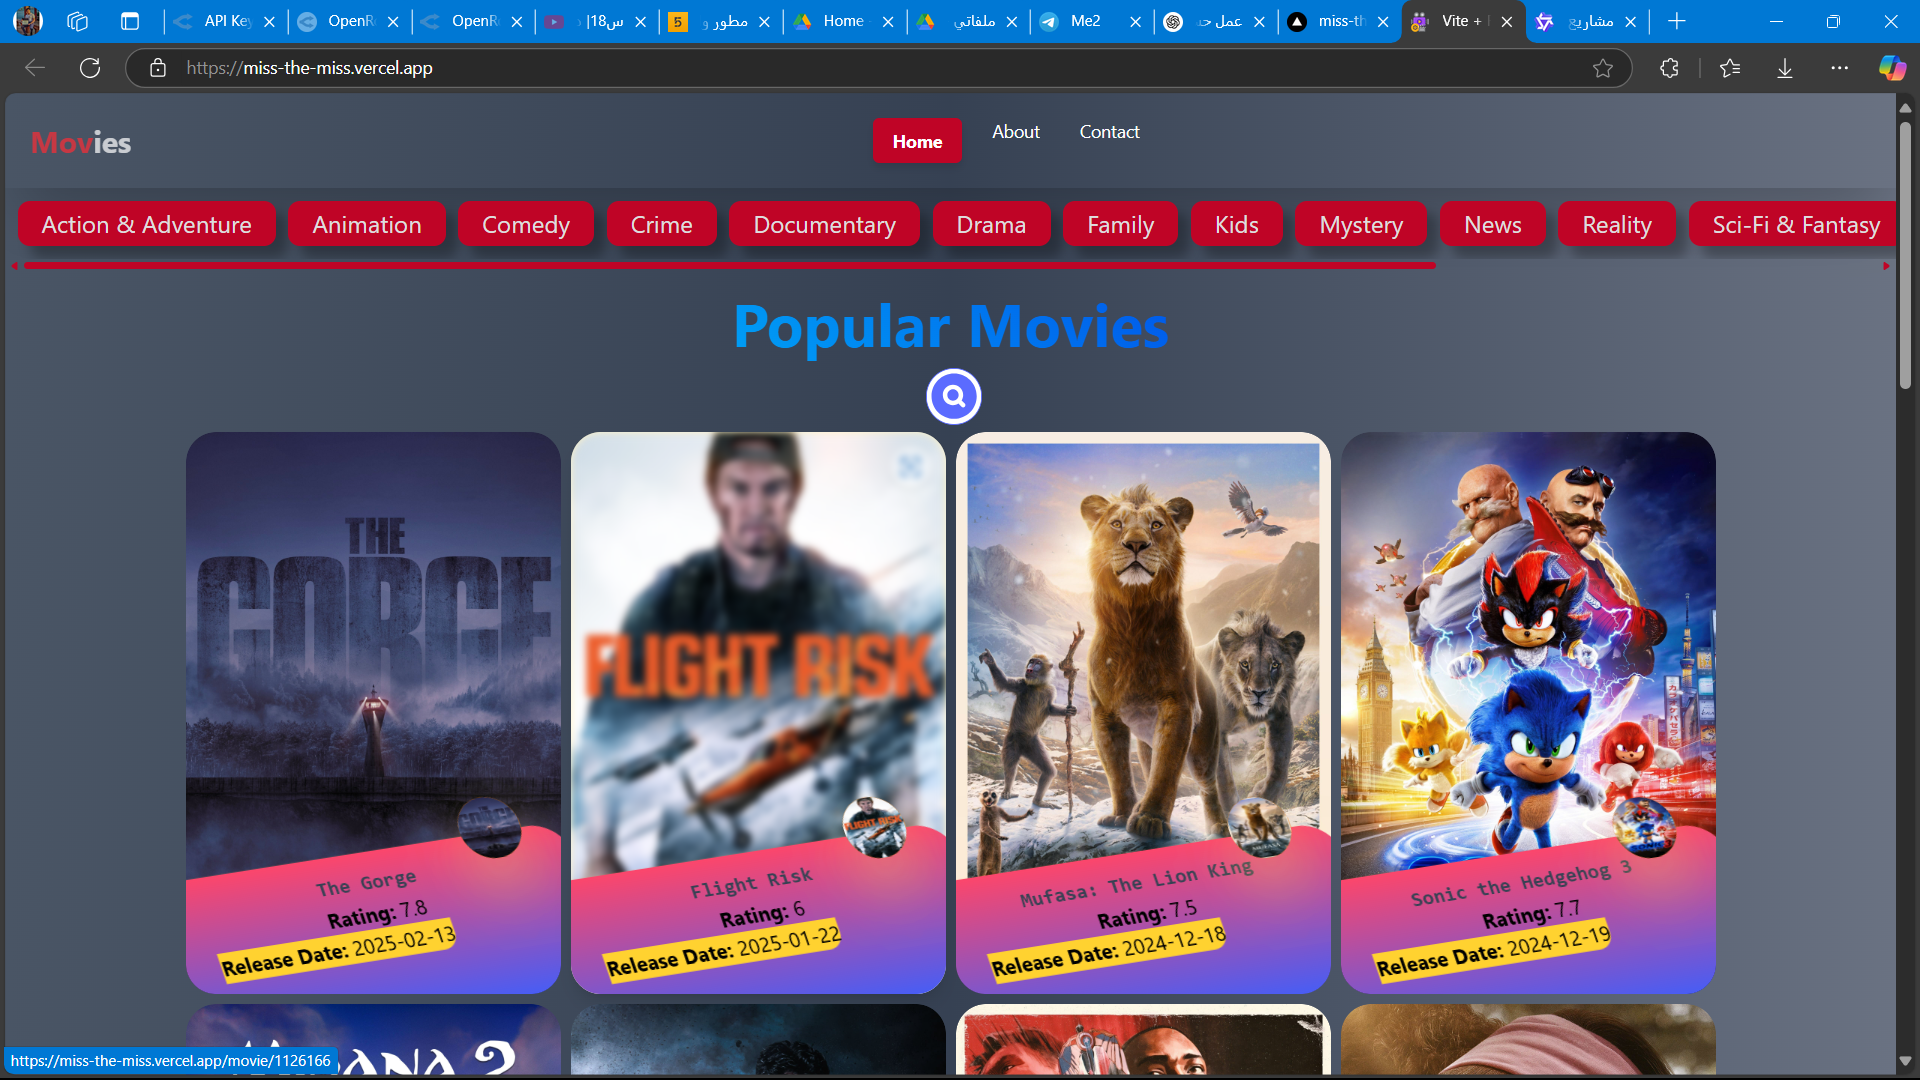 API Key
OpenR
OpenR
س18|
مطور و
Home
ملفاتي
Me2
عمل حس
miss-th
Vite +
مشاريع
https://miss-the-miss.vercel.app
Movies
Home
About
Contact
Action & Adventure
Animation
Comedy
Crime
Documentary
Drama
Family
Kids
Mystery
News
Reality
Sci-Fi & Fantasy
Popular Movies
THE
GORGE
FLIGHT RISK
The Gorge
Rating: 7.8
Release Date: 2025-02-13
Flight Risk
Rating: 6
Release Date: 2025-01-22
Mufasa: The Lion King
Rating: 7.5
Release Date: 2024-12-18
Sonic the Hedgehog 3
Rating: 7.7
Release Date: 2024-12-19
https://miss-the-miss.vercel.app/movie/1126166